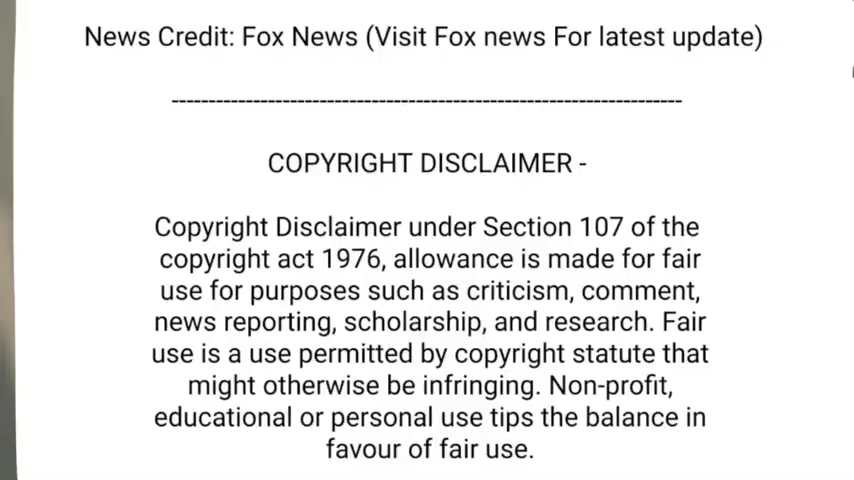 News Credit: Fox News (Visit Fox news For latest update)
----------------------------------------------------------------------
COPYRIGHT DISCLAIMER -
Copyright Disclaimer under Section 107 of the
copyright act 1976, allowance is made for fair
use for purposes such as criticism, comment,
news reporting, scholarship, and research. Fair
use is a use permitted by copyright statute that
might otherwise be infringing. Non-profit,
educational or personal use tips the balance in
favour of fair use.